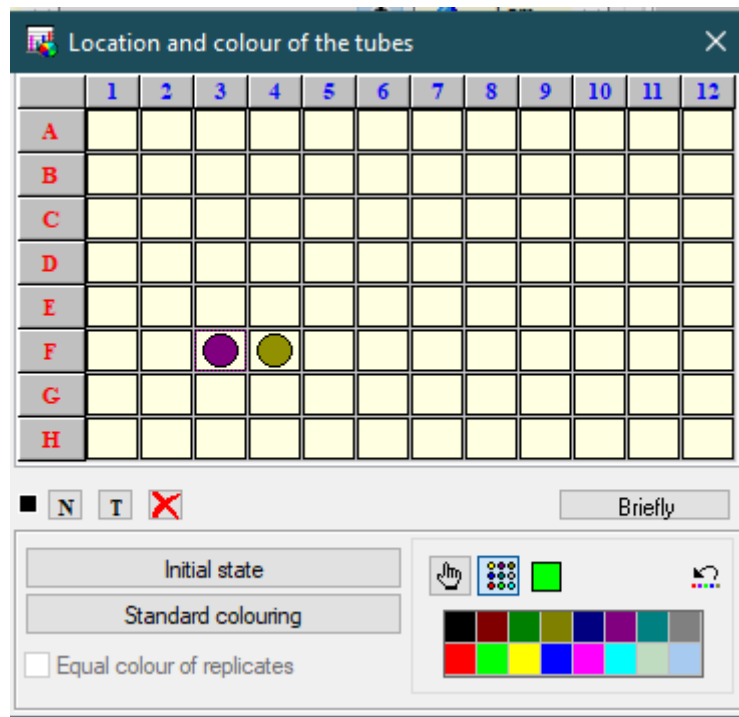 Location and colour of the tubes
1 2 3 4 5 6 7 8 9 10 11 12
A
B
C
D
E
F
G
H
N T Briefly
Initial state
Standard colouring
Equal colour of replicates